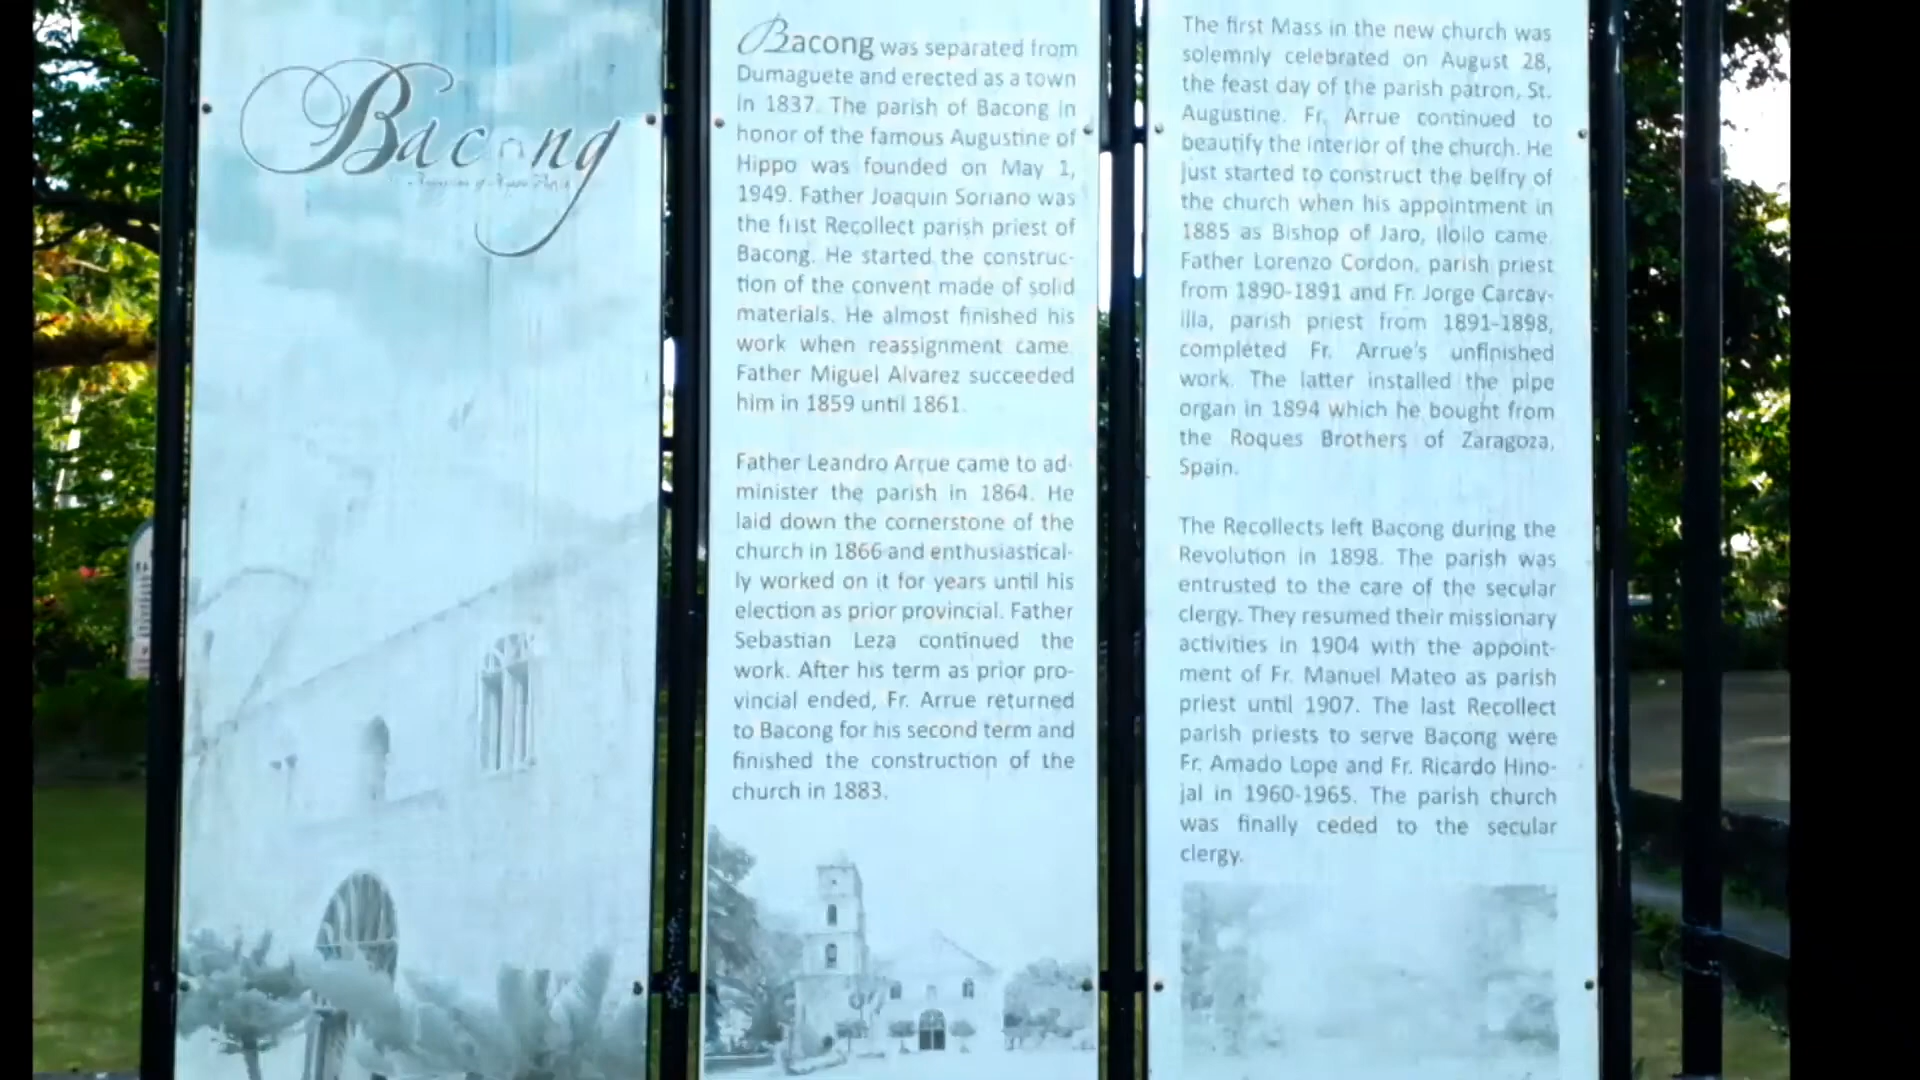 Bacong
Bacong was separated from
Dumaguete and erected as a town
in 1837. The parish of Bacong in
honor of the famous Augustine of
Hippo was founded on May 1,
1949. Father Joaquin Soriano was
the first Recollect parish priest of
Bacong. He started the construc-
tion of the convent made of solid
materials. He almost finished his
work when reassignment came.
Father Miguel Alvarez succeeded
him in 1859 until 1861.
Father Leandro Arrue came to ad-
minister the parish in 1864. He
laid down the cornerstone of the
church in 1866 and enthusiastical-
ly worked on it for years until his
election as prior provincial. Father
Sebastian Leza continued the
work. After his term as prior pro-
vincial ended, Fr. Arrue returned
to Bacong for his second term and
finished the construction of the
church in 1883.
The first Mass in the new church was
solemnly celebrated on August 28,
the feast day of the parish patron, St.
Augustine. Fr. Arrue continued to
beautify the interior of the church. He
just started to construct the belfry of
the church when his appointment in
1885 as Bishop of Jaro, Iloilo came.
Father Lorenzo Cordon, parish priest
from 1890-1891 and Fr. Jorge Carcav-
illa, parish priest from 1891-1898,
completed Fr. Arrue's unfinished
work. The latter installed the pipe
organ in 1894 which he bought from
the Roques Brothers of Zaragoza,
Spain.
The Recollects left Bacong during the
Revolution in 1898. The parish was
entrusted to the care of the secular
clergy. They resumed their missionary
activities in 1904 with the appoint-
ment of Fr. Manuel Mateo as parish
priest until 1907. The last Recollect
parish priests to serve Bacong were
Fr. Amado Lope and Fr. Ricardo Hino-
jal in 1960-1965. The parish church
was finally ceded to the secular
clergy.